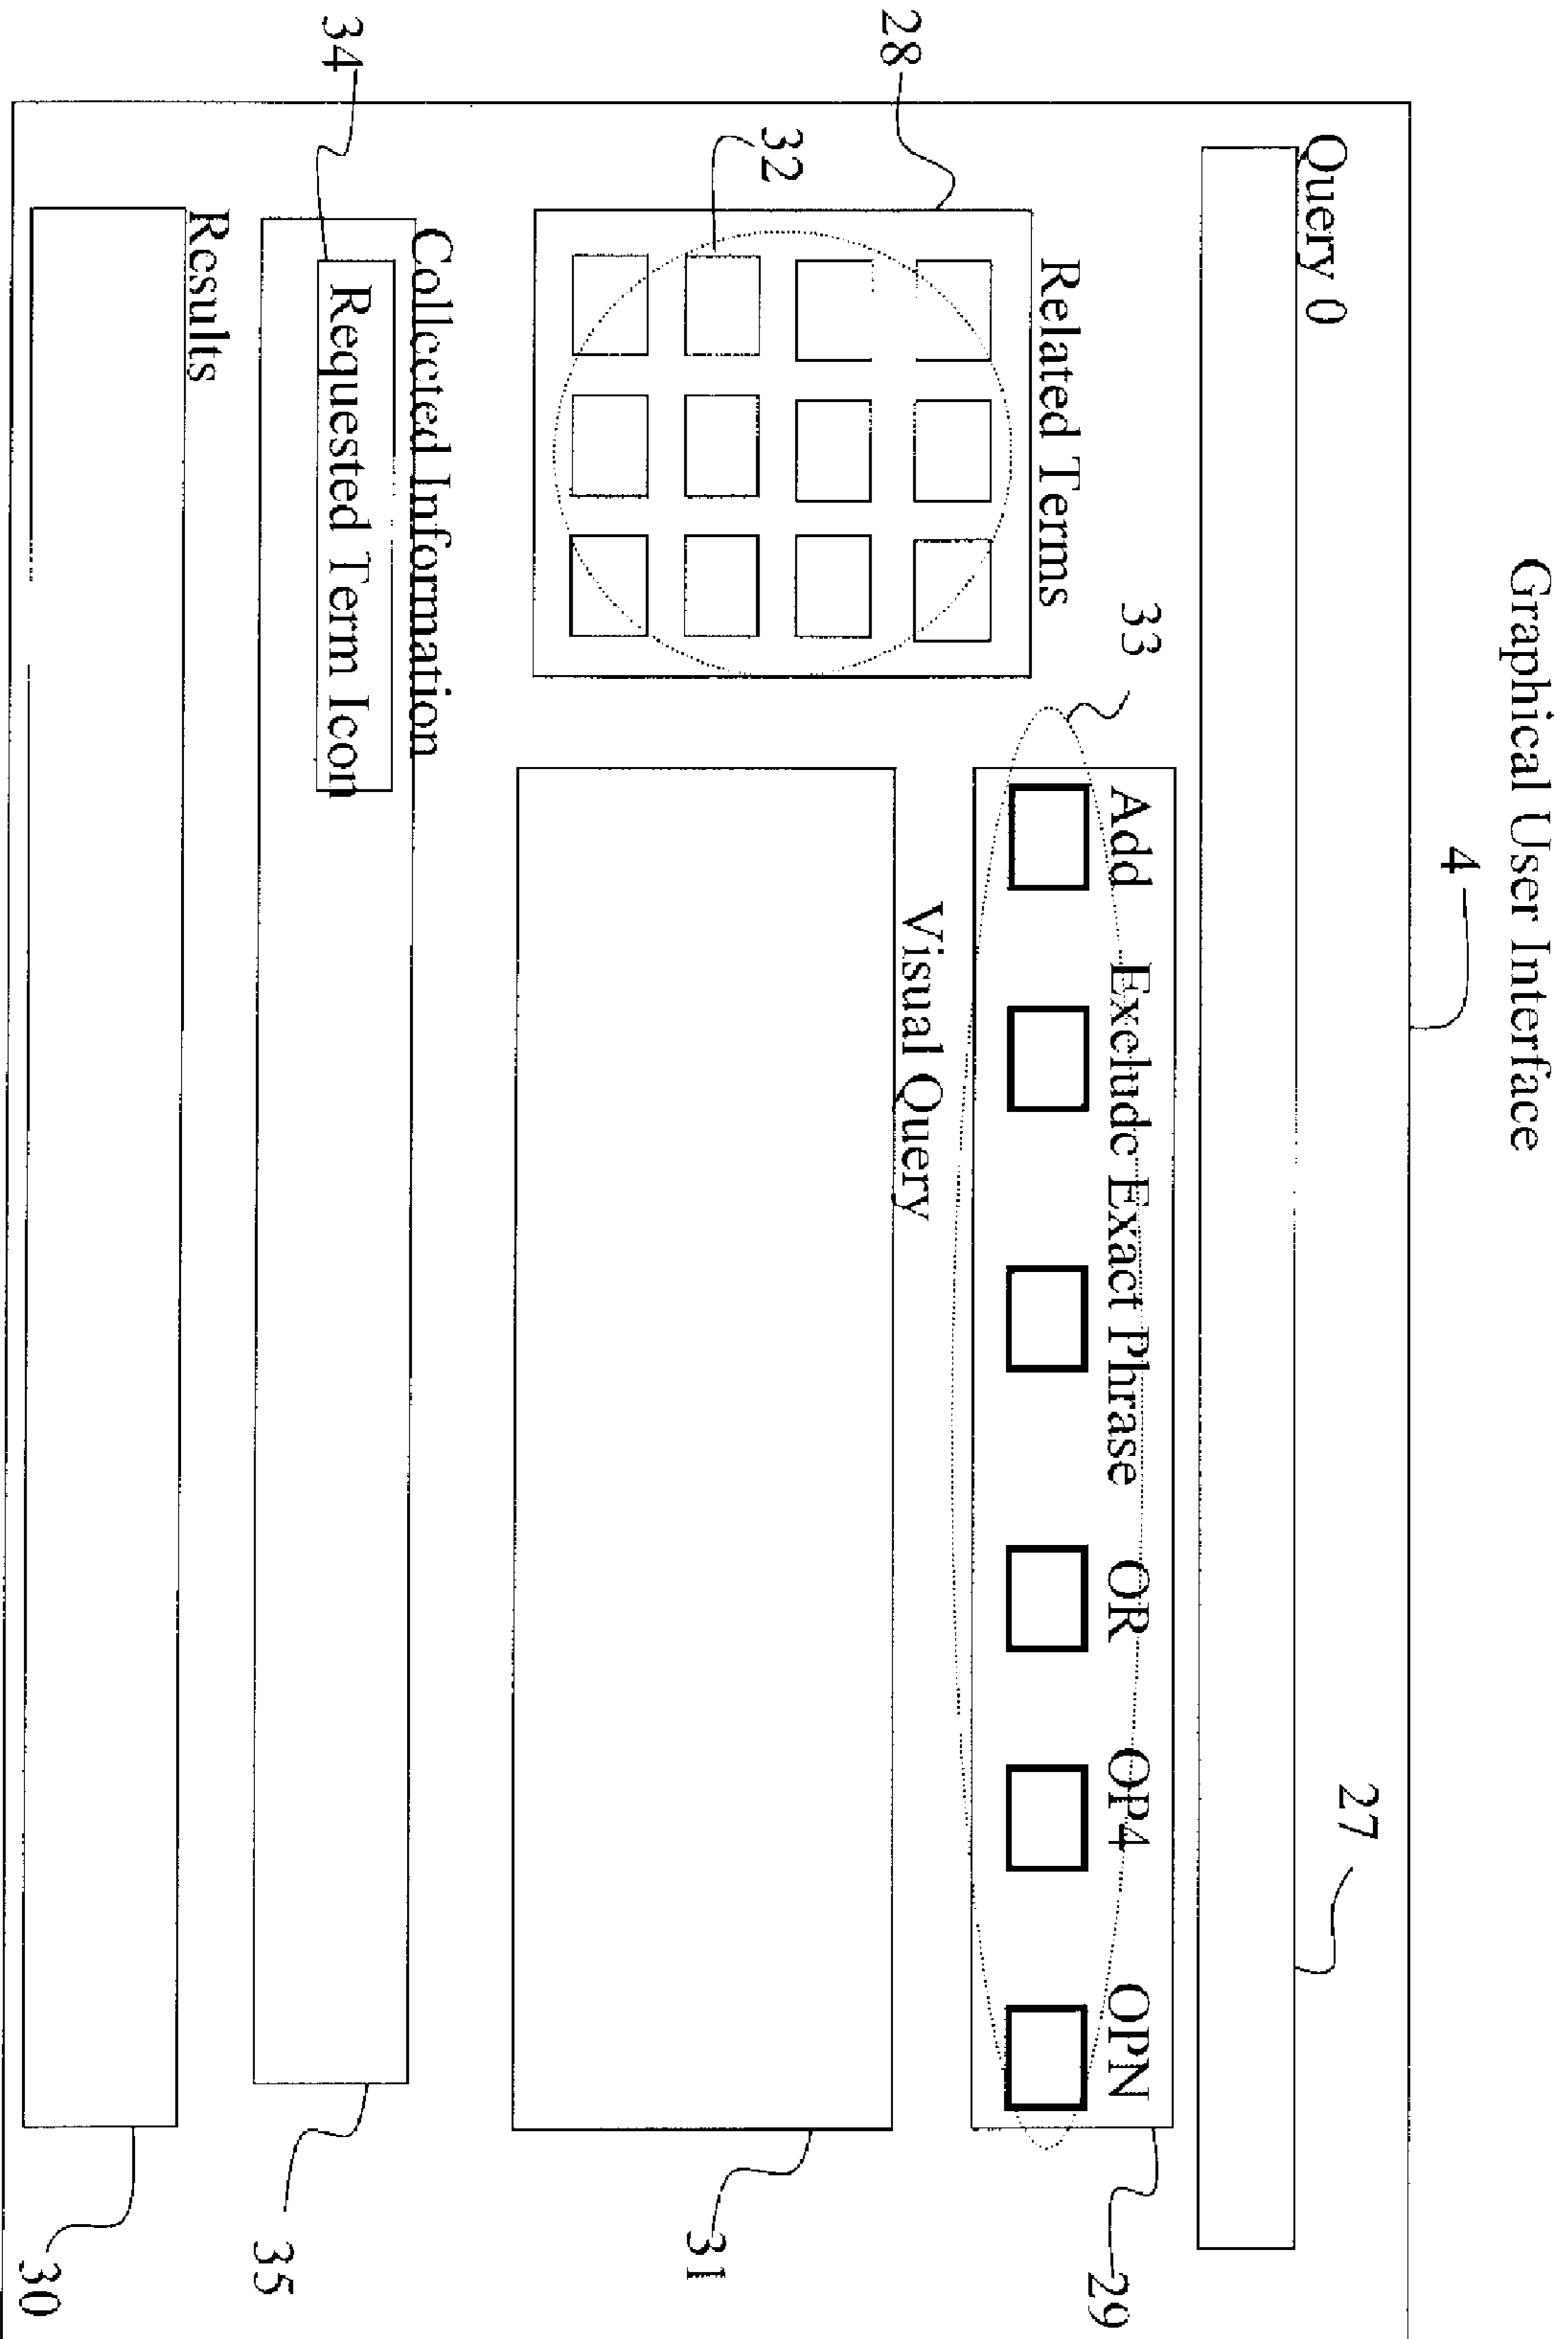 Graphical User Interface
4
27
Query 0
33
29
Add Exclude Exact Phrase OR OP4 OPN
28
Related Terms
32
Visual Query
31
34
Collected Information
Requested Term Icon
35
Results
30